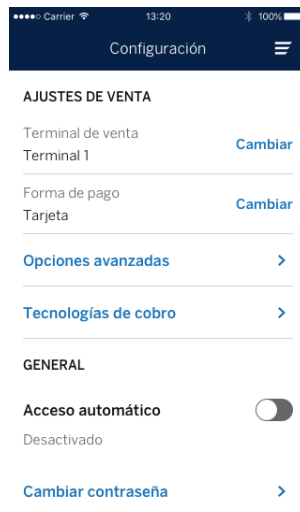 Carrier 13:20 100%
Configuración
AJUSTES DE VENTA
Terminal de venta
Terminal 1
Cambiar
Forma de pago
Tarjeta
Cambiar
Opciones avanzadas
Tecnologías de cobro
GENERAL
Acceso automático
Desactivado
Cambiar contraseña